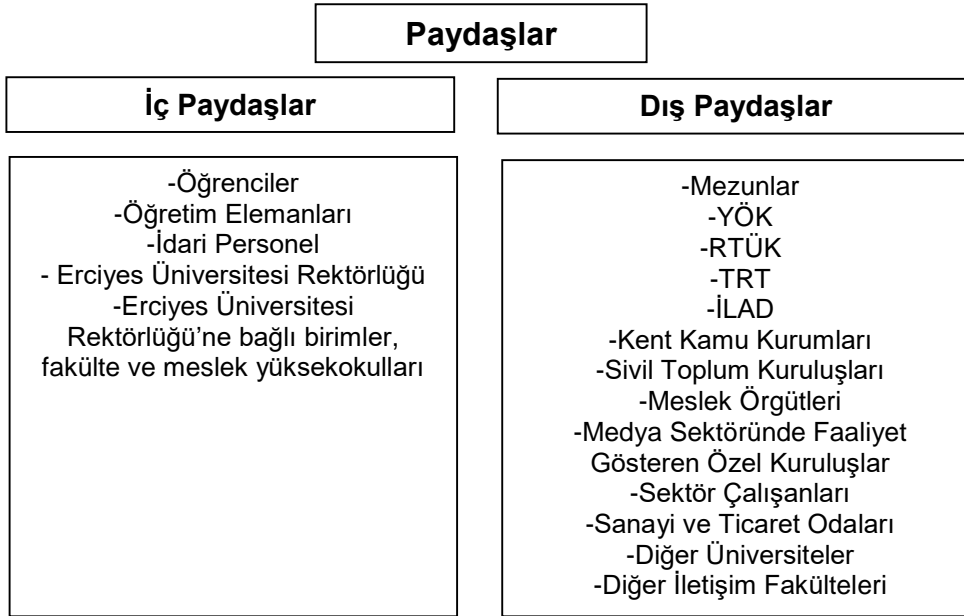 Paydaşlar
İç Paydaşlar
-Öğrenciler
-Öğretim Elemanları
-İdari Personel
- Erciyes Üniversitesi Rektörlüğü
-Erciyes Üniversitesi
Rektörlüğü’ne bağlı birimler,
fakülte ve meslek yüksekokulları
Dış Paydaşlar
-Mezunlar
-YÖK
-RTÜK
-TRT
-İLAD
-Kent Kamu Kurumları
-Sivil Toplum Kuruluşları
-Meslek Örgütleri
-Medya Sektöründe Faaliyet
Gösteren Özel Kuruluşlar
-Sektör Çalışanları
-Sanayi ve Ticaret Odaları
-Diğer Üniversiteler
-Diğer İletişim Fakülteleri